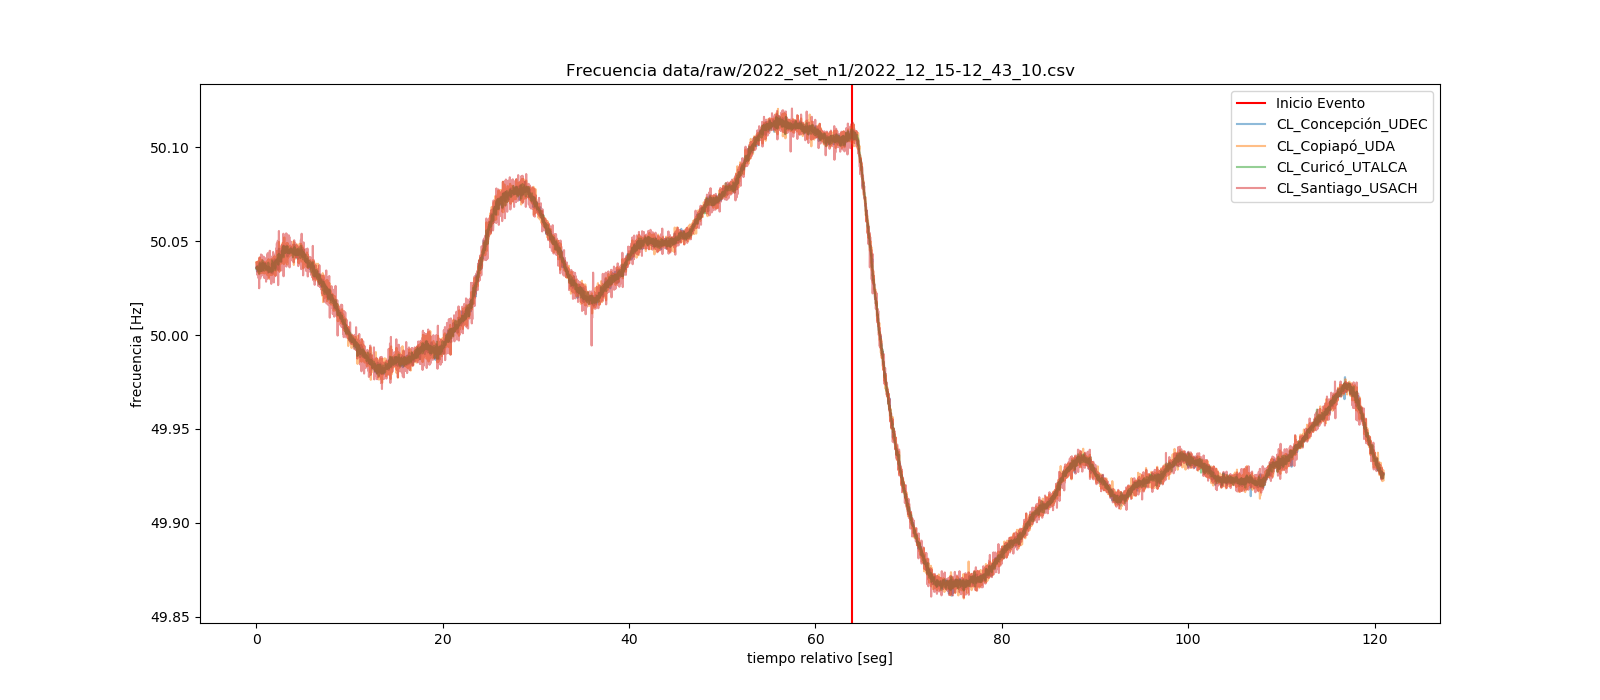 Frecuencia data/raw/2022_set_n1/2022_12_15-12_43_10.csv
Inicio Evento
CL_Concepción_UDEC
CL_Copiapó_UDA
CL_Curicó_UTALCA
CL_Santiago_USACH
frecuencia [Hz]
50.10
50.05
50.00
49.95
49.90
49.85
0 20 40 60 80 100 120
tiempo relativo [seg]